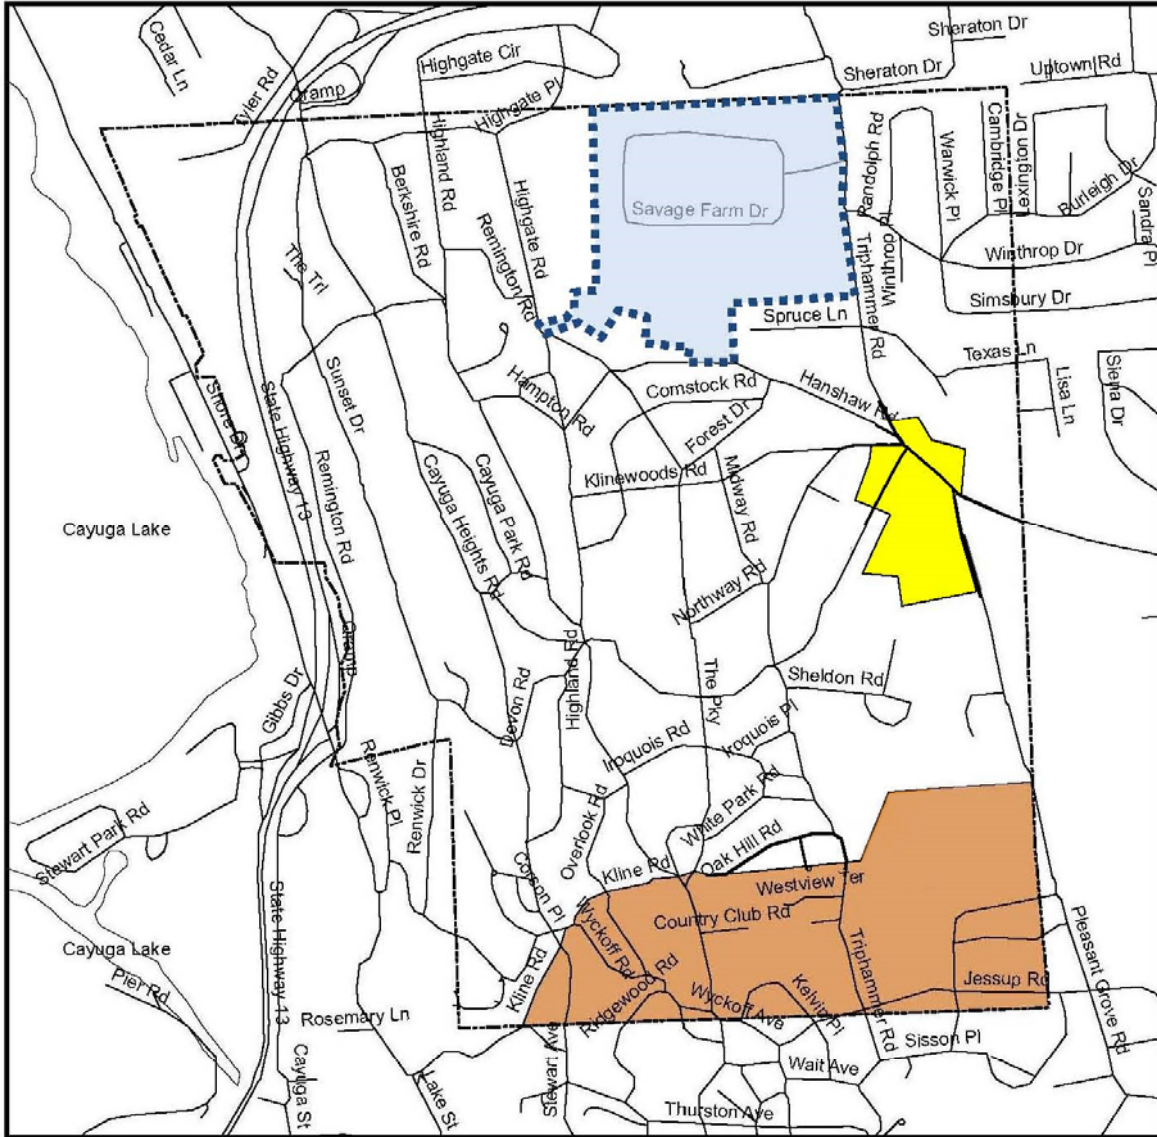 Sheraton Dr
Cedar Ln
Highgate Cir
Sheraton Dr
Uptown Rd
Tyler Rd
Qramp
Highgate Pl
Highland Rd
Randolph Rd
Warwick Pl
Cambridge Pl
Lexington Dr
Burleigh Dr
Berkshire Rd
Highgate Rd
Savage Farm Dr
Sandra Pl
Remington Rd
Winthrop Pl
Winthrop Dr
The Trl
Triphammer Rd
Simsbury Dr
Spruce Ln
Texas Ln
Sunset Dr
Hampton Rd
Comstock Rd
Hanshaw Rd
Lisa Ln
Siena Dr
Shore Dr
State Highway 13
Forest Dr
Remington Rd
Cayuga Heights Rd
Cayuga Park Rd
Klinewoods Rd
Midway Rd
Cayuga Lake
Northway Rd
Qramp
Gibbs Dr
Highland Rd
Devon Rd
The Pky
Sheldon Rd
Iroquois Rd
Iroquois Pl
Renwick Pl
Renwick Dr
White Park Rd
Overlook Rd
Stewart Park Rd
Kline Rd
Oak Hill Rd
Corson Pl
Westview Ter
Wyckoff Rd
Country Club Rd
State Highway 13
Cayuga Lake
Triphammer Rd
Pleasant Grove Rd
Pier Rd
Kline Rd
Ridgewood Rd
Wyckoff Ave
Kelvin Pl
Jessup Rd
Rosemary Ln
Sisson Pl
Cayuga St
Lake St
Stewart Ave
Wait Ave
Thurston Ave